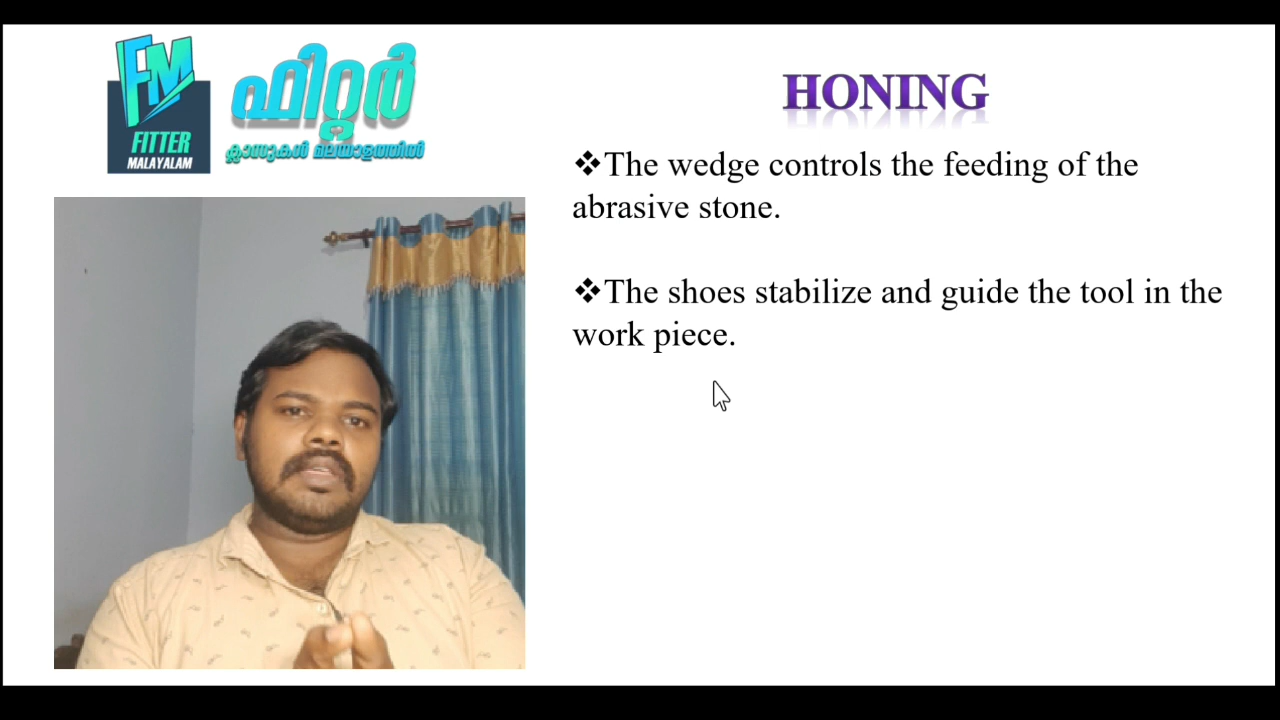 FM
FITTER
MALAYALAM
ഫിറ്റർ
ക്ലാസുകൾ മലയാളത്തിൽ
HONING
❖The wedge controls the feeding of the
abrasive stone.
❖The shoes stabilize and guide the tool in the
work piece.